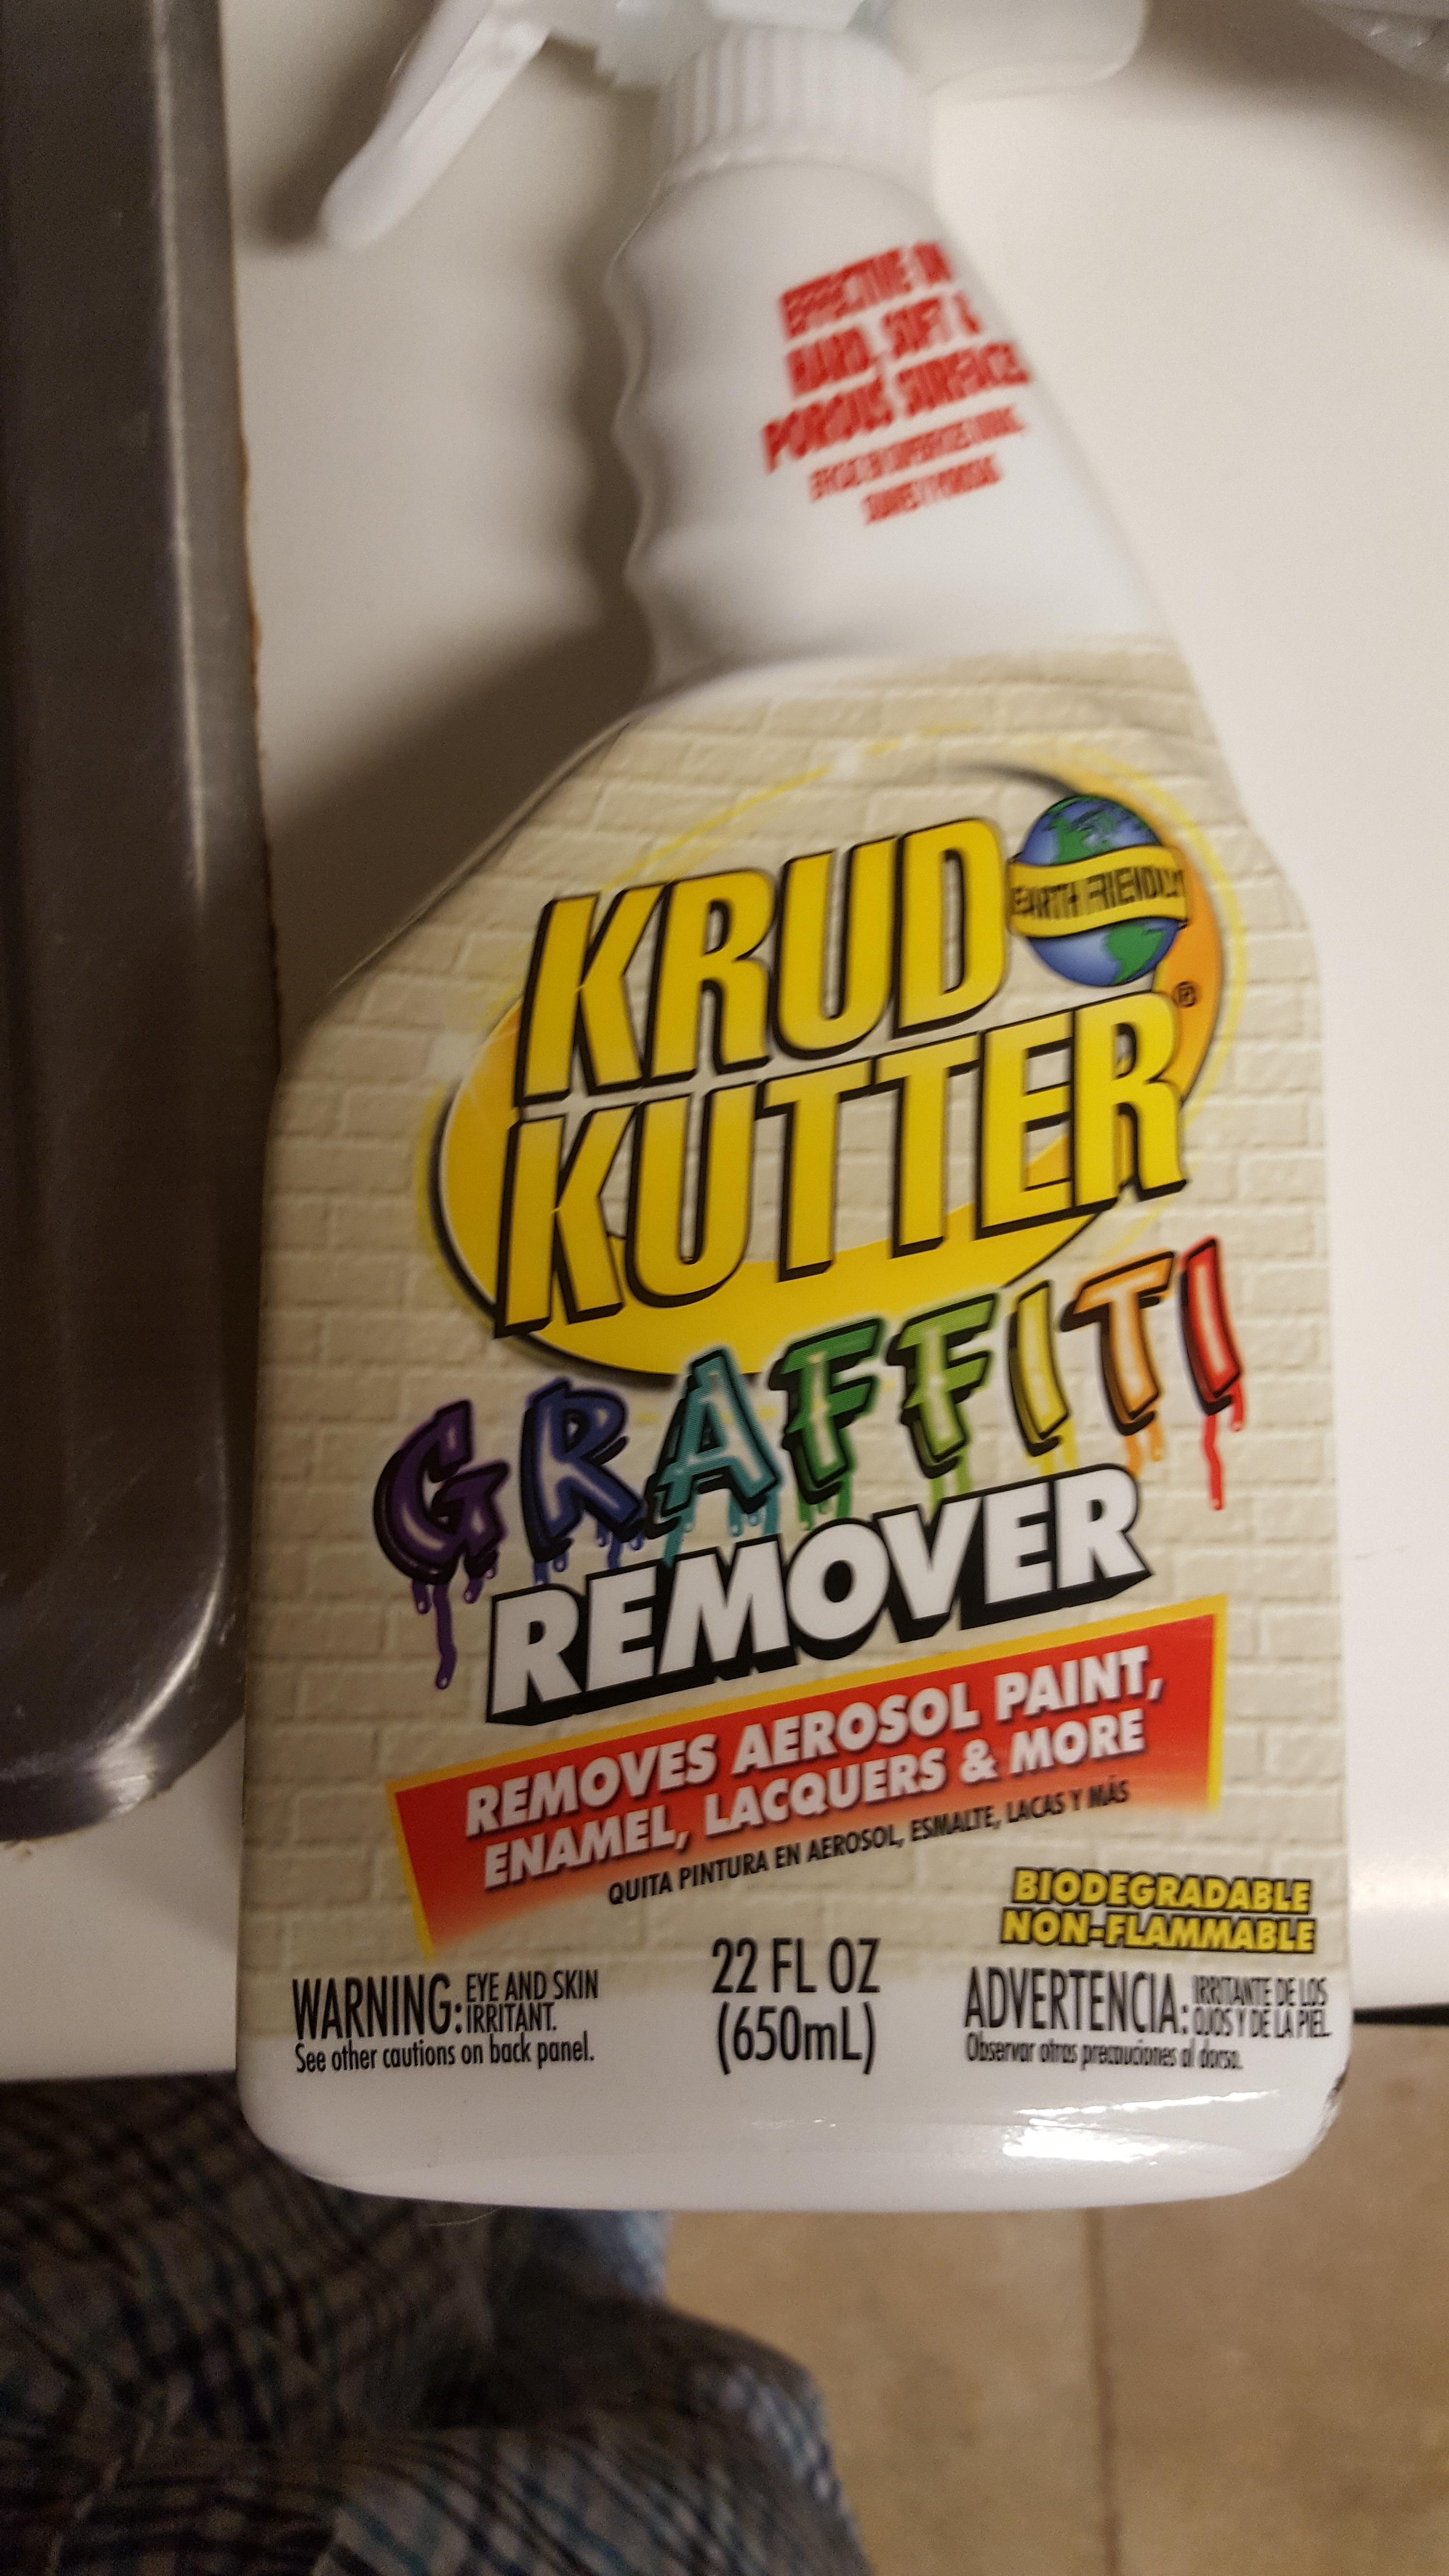 EFFECTIVE ON
HARD, SOFT &
POROUS SURFACES
KRUD
EARTH FRIENDLY
KUTTER®
GRAFFITI
REMOVER
REMOVES AEROSOL PAINT,
ENAMEL, LACQUERS & MORE
QUITA PINTURA EN AEROSOL, ESMALTE, LACAS Y MÁS
BIODEGRADABLE
NON-FLAMMABLE
WARNING: EYE AND SKIN
IRRITANT.
See other cautions on back panel.
22 FL OZ
(650mL)
ADVERTENCIA: IRRITANTE DE LOS
OJOS Y DE LA PIEL.
Observar otras precauciones al dorso.